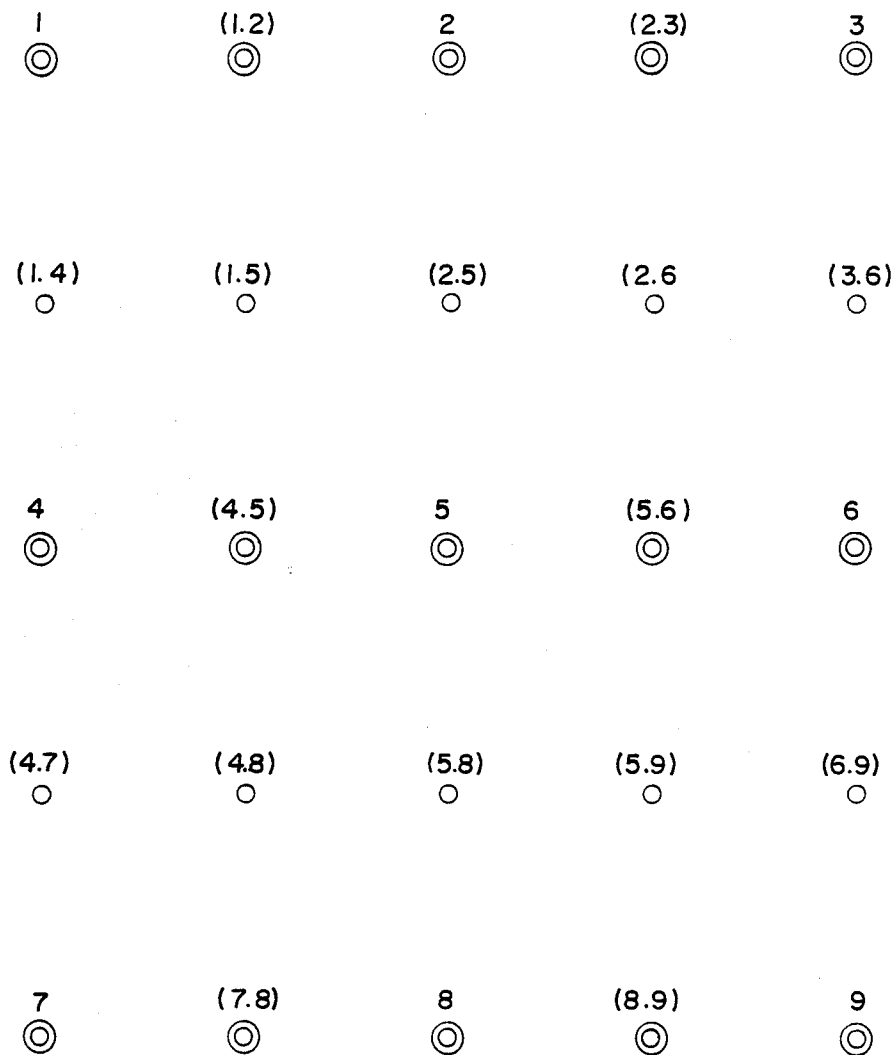 1 (1.2) 2 (2.3) 3
(1.4) (1.5) (2.5) (2.6 (3.6)
4 (4.5) 5 (5.6) 6
(4.7) (4.8) (5.8) (5.9) (6.9)
7 (7.8) 8 (8.9) 9